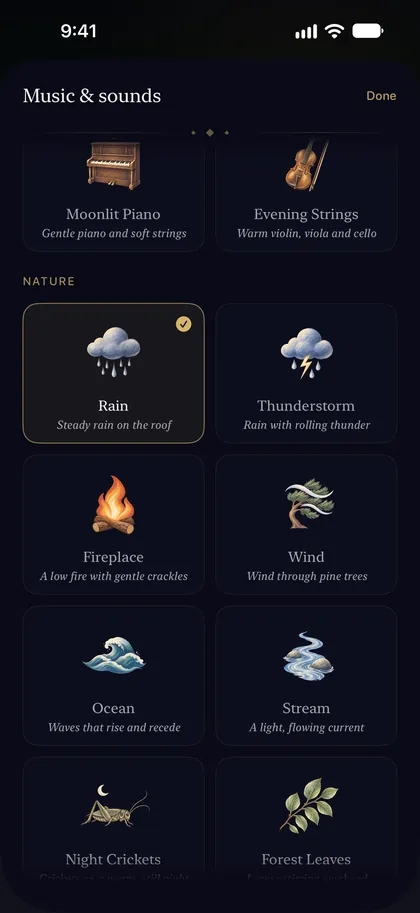 9:41
Music & sounds
Done
Moonlit Piano
Evening Strings
Gentle piano and soft strings
Warm violin, viola and cello
NATURE
Rain
Thunderstorm
Steady rain on the roof
Rain with rolling thunder
Fireplace
Wind
A low fire with gentle crackles
Wind through pine trees
Ocean
Stream
Waves that rise and recede
A light, flowing current
Night Crickets
Forest Leaves